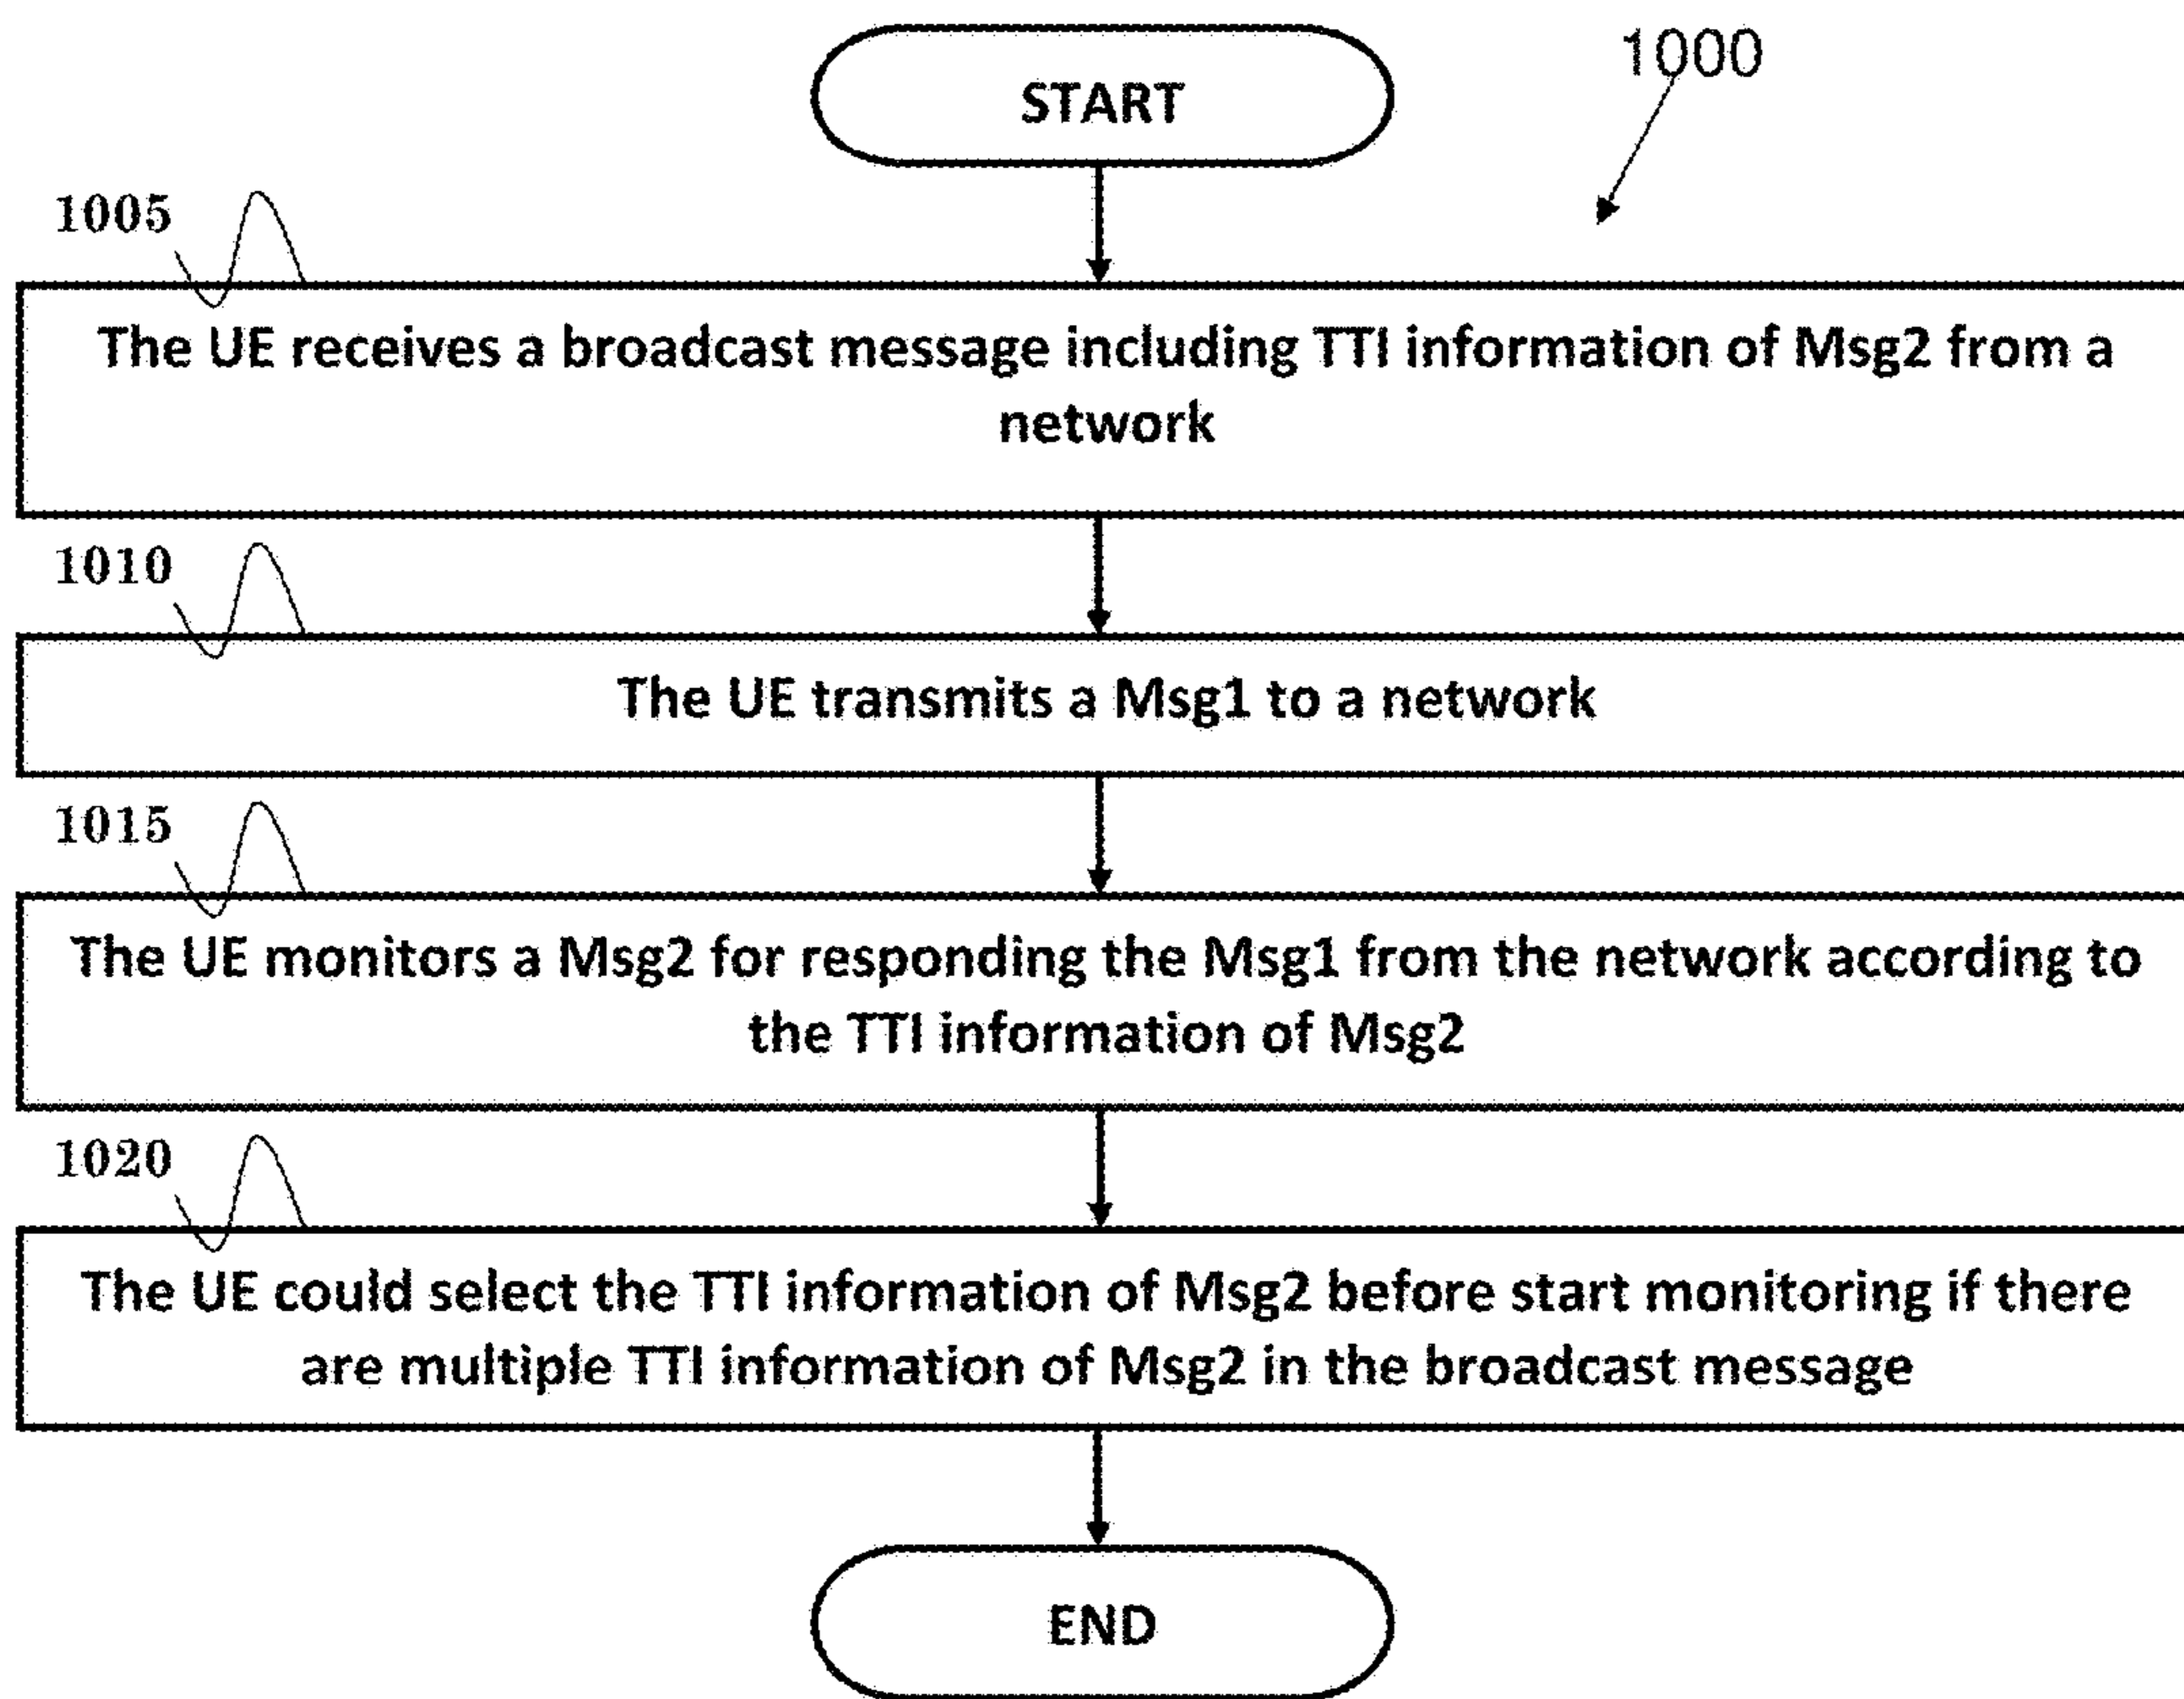 START
1000
1005
The UE receives a broadcast message including TTI information of Msg2 from a
network
1010
The UE transmits a Msg1 to a network
1015
The UE monitors a Msg2 for responding the Msg1 from the network according to
the TTI information of Msg2
1020
The UE could select the TTI information of Msg2 before start monitoring if there
are multiple TTI information of Msg2 in the broadcast message
END